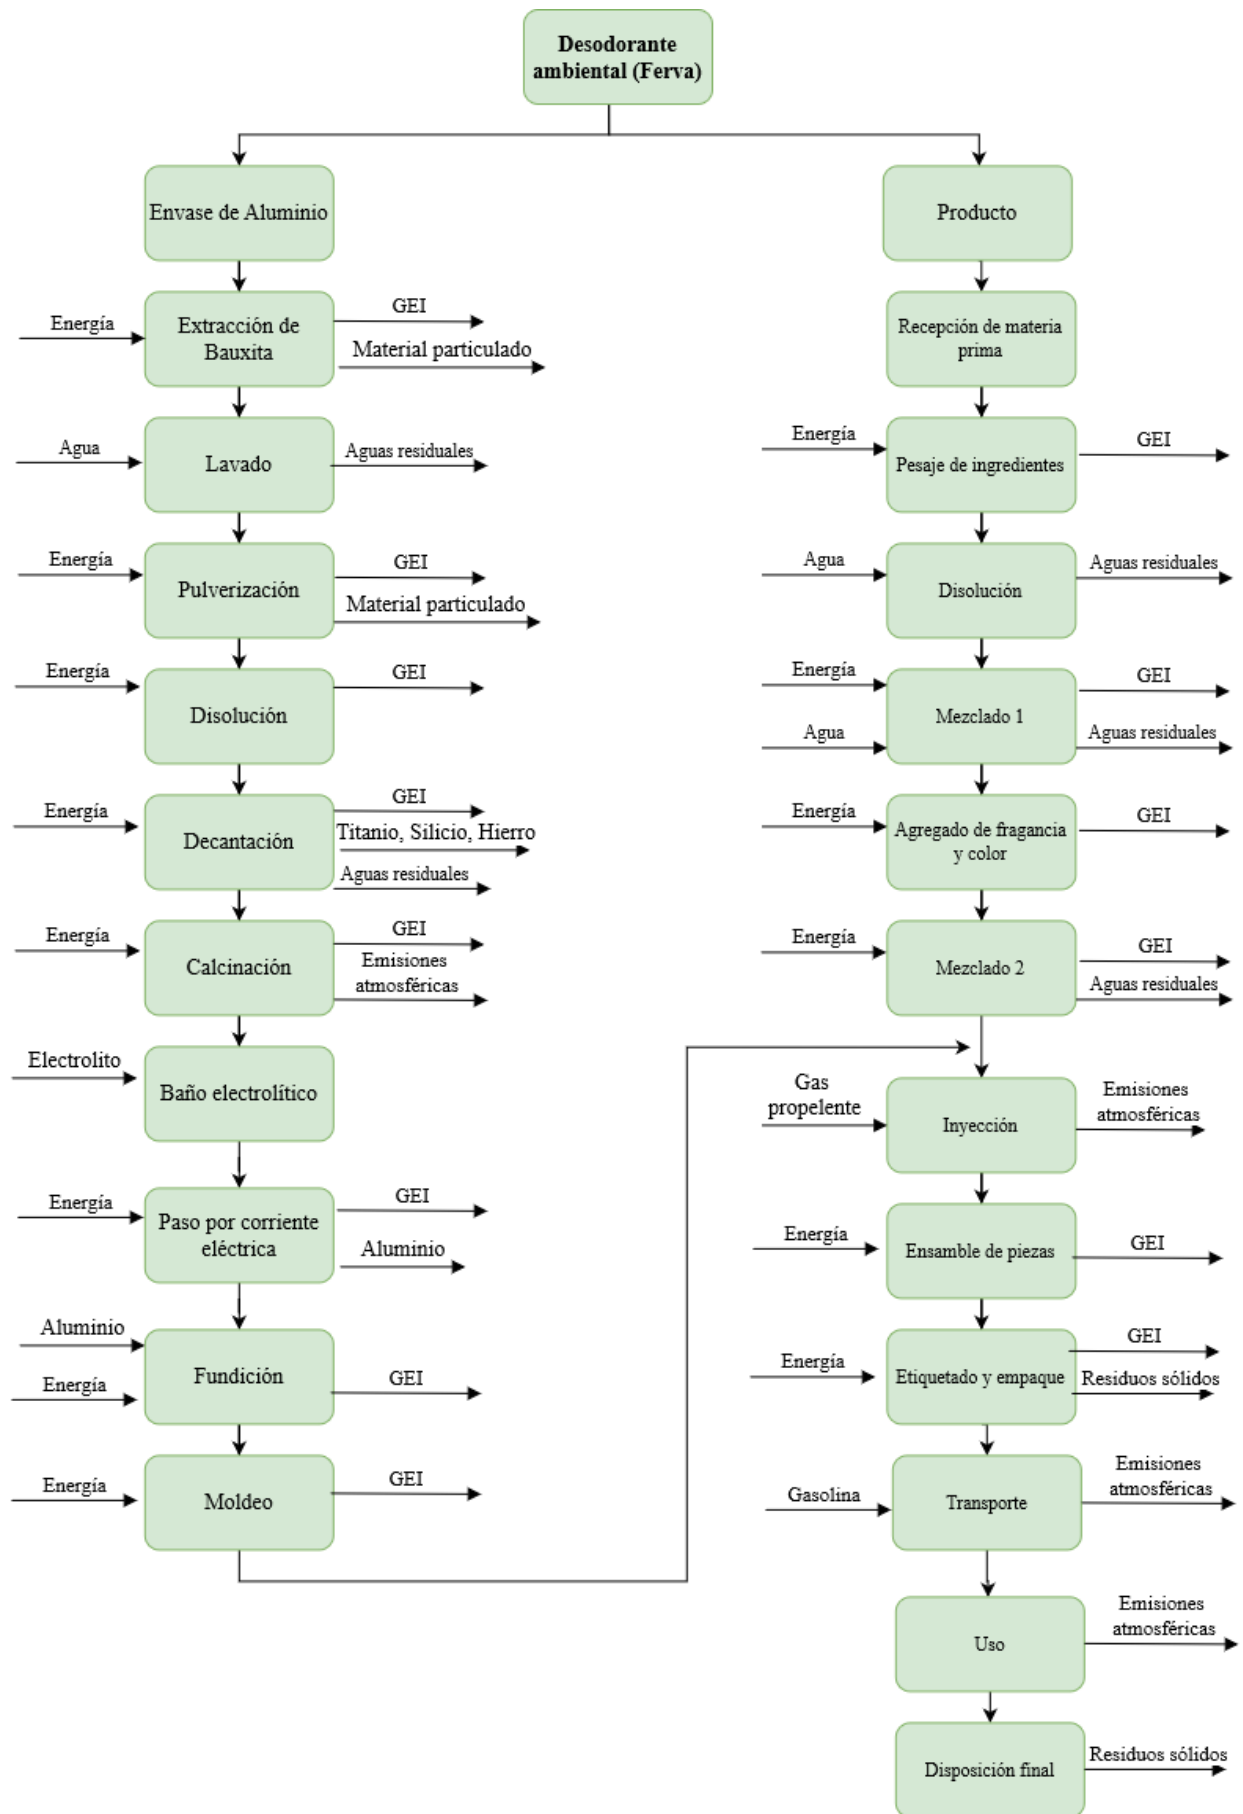 Desodorante
ambiental (Ferva)
Envase de Aluminio
Energía
Extracción de
Bauxita
GEI
Material particulado
Agua
Lavado
Aguas residuales
Energía
Pulverización
GEI
Material particulado
Energía
Disolución
GEI
Energía
Decantación
GEI
Titanio, Silicio, Hierro
Aguas residuales
Energía
Calcinación
GEI
Emisiones
atmosféricas
Electrolito
Baño electrolítico
Energía
Paso por corriente
eléctrica
GEI
Aluminio
Aluminio
Energía
Fundición
GEI
Energía
Moldeo
GEI
Producto
Recepción de materia
prima
Energía
Pesaje de ingredientes
GEI
Agua
Disolución
Aguas residuales
Energía
Agua
Mezclado 1
GEI
Aguas residuales
Energía
Agregado de fragancia
y color
GEI
Energía
Mezclado 2
GEI
Aguas residuales
Gas
propelente
Inyección
Emisiones
atmosféricas
Energía
Ensamble de piezas
GEI
Energía
Etiquetado y empaque
GEI
Residuos sólidos
Gasolina
Transporte
Emisiones
atmosféricas
Uso
Emisiones
atmosféricas
Disposición final
Residuos sólidos